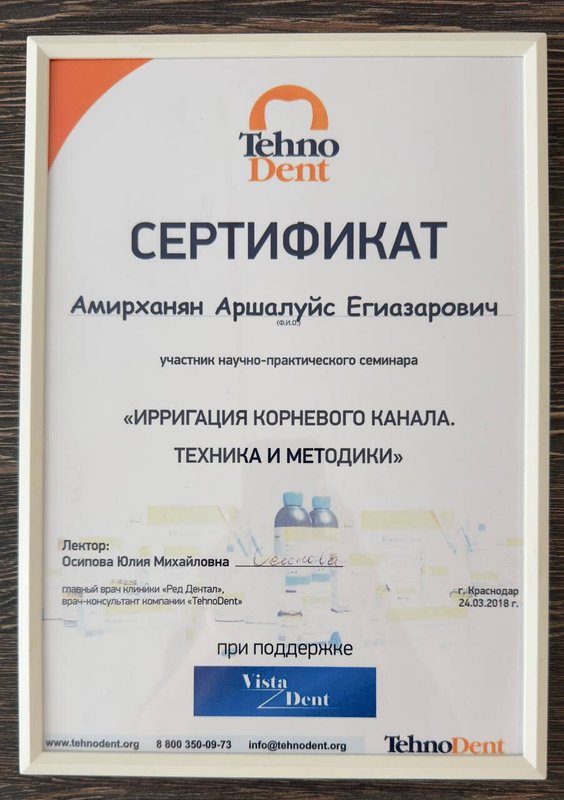 Tehno
Dent
СЕРТИФИКАТ
Амирханян Аршалуйс Егиазарович
(Ф.И.О.)
участник научно-практического семинара
«ИРРИГАЦИЯ КОРНЕВОГО КАНАЛА.
ТЕХНИКА И МЕТОДИКИ»
Лектор:
Осипова Юлия Михайловна
главный врач клиники «Ред Дентал»,
врач-консультант компании «TehnoDent»
г. Краснодар
24.03.2018 г.
при поддержке
Vista
Dent
www.tehnodent.org 8 800 350-09-73 info@tehnodent.org TehnoDent